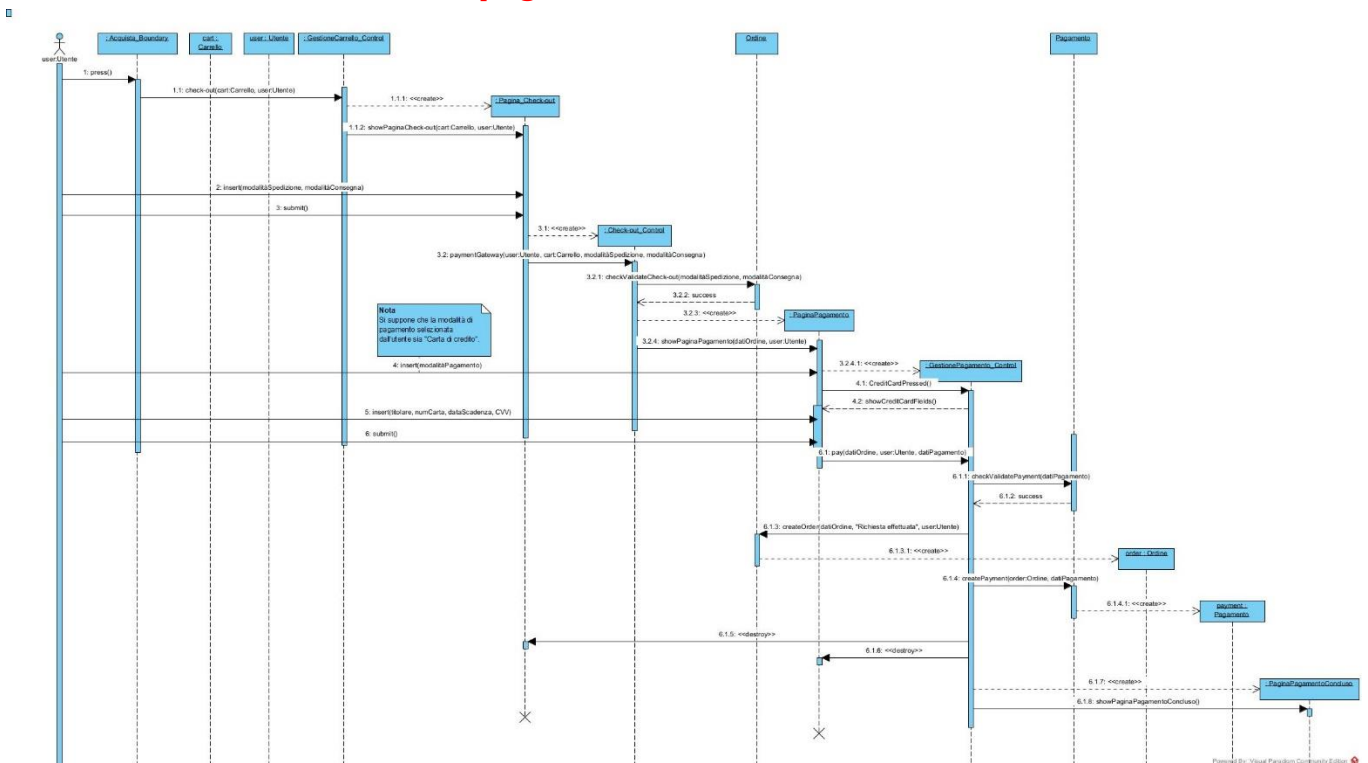 : Acquista_Boundary
cart :
Carrello
user : Utente
: GestioneCarrello_Control
Ordine
Pagamento
user:Utente
1: press()
1.1: check-out(cart:Carrello, user:Utente)
1.1.1: <<create>>
: Pagina_Check-out
1.1.2: showPaginaCheck-out(cart:Carrello, user:Utente)
2: insert(modalitàSpedizione, modalitàConsegna)
3: submit()
3.1: <<create>>
: Check-out_Control
3.2: paymentGateway(user:Utente, cart:Carrello, modalitàSpedizione, modalitàConsegna)
3.2.1: checkValidateCheck-out(modalitàSpedizione, modalitàConsegna)
3.2.2: success
3.2.3: <<create>>
: PaginaPagamento
Nota
Si suppone che la modalità di
pagamento selezionata
dall'utente sia "Carta di credito".
3.2.4: showPaginaPagamento(datiOrdine, user:Utente)
3.2.4.1: <<create>>
: GestionePagamento_Control
4: insert(modalitàPagamento)
4.1: CreditCardPressed()
4.2: showCreditCardFields()
5: insert(titolare, numCarta, dataScadenza, CVV)
6: submit()
6.1: pay(datiOrdine, user:Utente, datiPagamento)
6.1.1: checkValidatePayment(datiPagamento)
6.1.2: success
6.1.3: createOrder(datiOrdine, "Richiesta effettuata", user:Utente)
6.1.3.1: <<create>>
order : Ordine
6.1.4: createPayment(order:Ordine, datiPagamento)
6.1.4.1: <<create>>
payment :
Pagamento
6.1.5: <<destroy>>
6.1.6: <<destroy>>
6.1.7: <<create>>
: PaginaPagamentoConcluso
6.1.8: showPaginaPagamentoConcluso()
Powered By: Visual Paradigm Community Edition